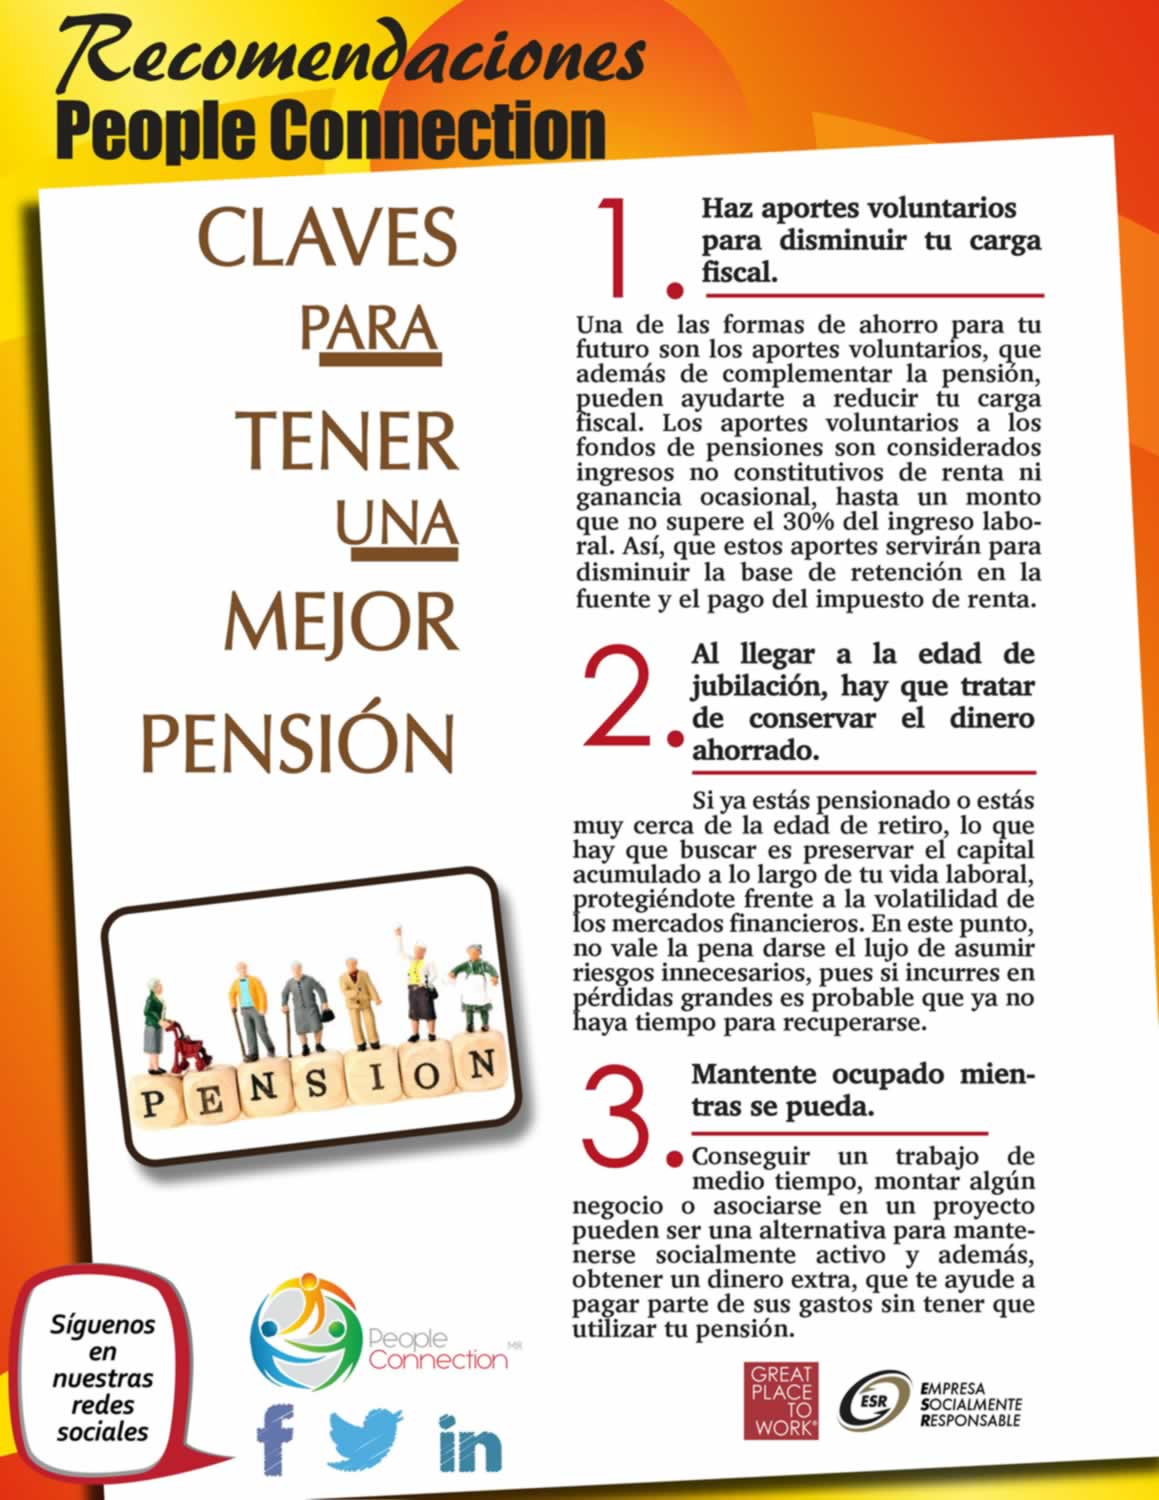 Recomendaciones
People Connection
CLAVES
PARA
TENER
UNA
MEJOR
PENSIÓN
1.
Haz aportes voluntarios
para disminuir tu carga
fiscal.
Una de las formas de ahorro para tu
futuro son los aportes voluntarios, que
además de complementar la pensión,
pueden ayudarte a reducir tu carga
fiscal. Los aportes voluntarios a los
fondos de pensiones son considerados
ingresos no constitutivos de renta ni
ganancia ocasional, hasta un monto
que no supere el 30% del ingreso labo-
ral. Así, que estos aportes servirán para
disminuir la base de retención en la
fuente y el pago del impuesto de renta.
2.
Al llegar a la edad de
jubilación, hay que tratar
de conservar el dinero
ahorrado.
Si ya estás pensionado o estás
muy cerca de la edad de retiro, lo que
hay que buscar es preservar el capital
acumulado a lo largo de tu vida laboral,
protegiéndote frente a la volatilidad de
los mercados financieros. En este punto,
no vale la pena darse el lujo de asumir
riesgos innecesarios, pues si incurres en
pérdidas grandes es probable que ya no
haya tiempo para recuperarse.
3.
Mantente ocupado mien-
tras se pueda.
Conseguir un trabajo de
medio tiempo, montar algún
negocio o asociarse en un proyecto
pueden ser una alternativa para mante-
nerse socialmente activo y además,
obtener un dinero extra, que te ayude a
pagar parte de sus gastos sin tener que
utilizar tu pensión.
PENSION
Síguenos
en
nuestras
redes
sociales
People
Connection MR
f
in
GREAT
PLACE
TO
WORK®
ESR
EMPRESA
SOCIALMENTE
RESPONSABLE